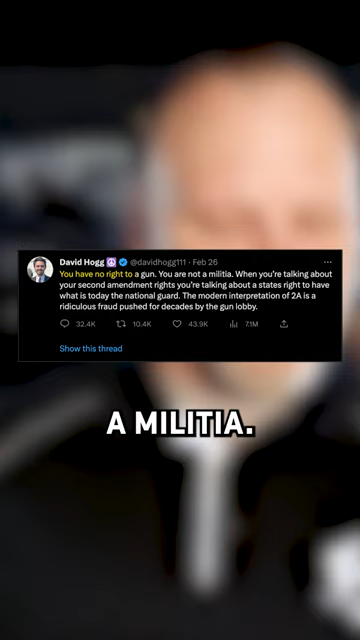 David Hogg ☮ @davidhogg111 · Feb 26 ...
You have no right to a gun. You are not a militia. When you're talking about
your second amendment rights you're talking about a states right to have
what is today the national guard. The modern interpretation of 2A is a
ridiculous fraud pushed for decades by the gun lobby.
32.4K 10.4K 43.9K 7.1M
Show this thread
A MILITIA.